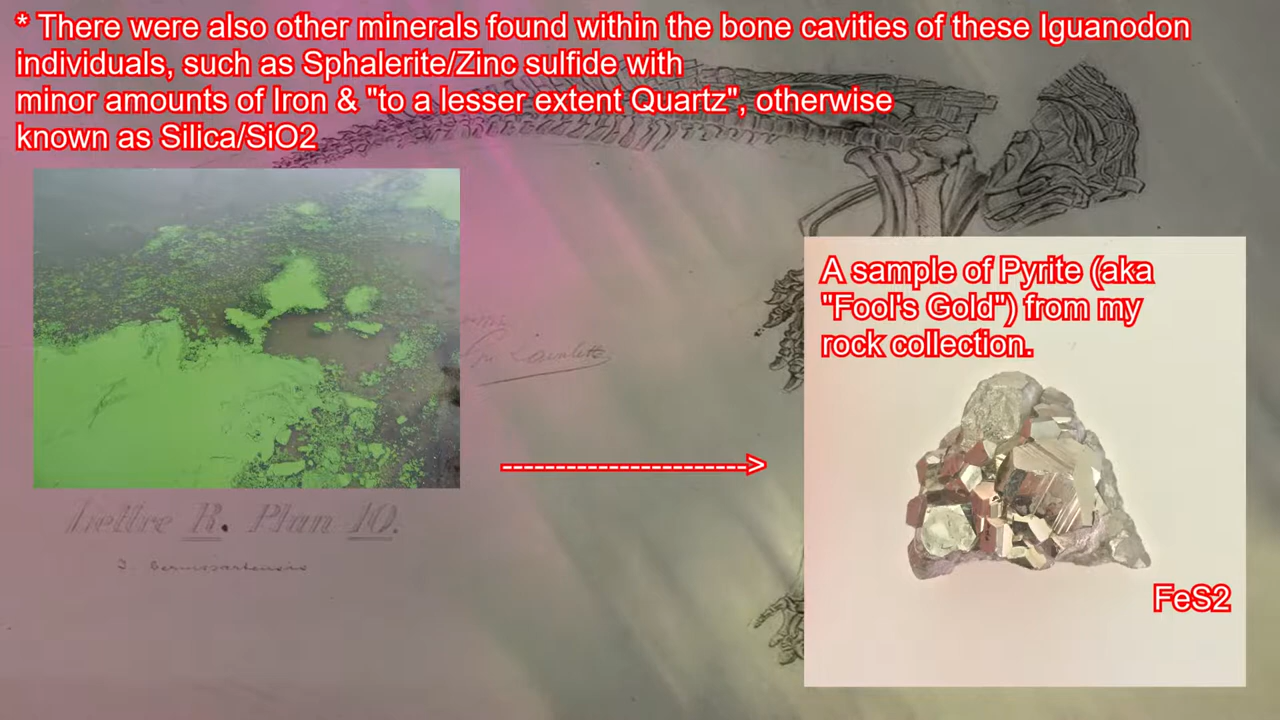 * There were also other minerals found within the bone cavities of these Iguanodon
individuals, such as Sphalerite/Zinc sulfide with
minor amounts of Iron & "to a lesser extent Quartz", otherwise
known as Silica/SiO2
A sample of Pyrite (aka
"Fool's Gold") from my
rock collection.
----------------------->
Lettre R. Plan 10.
I. bernissartensis
FeS2